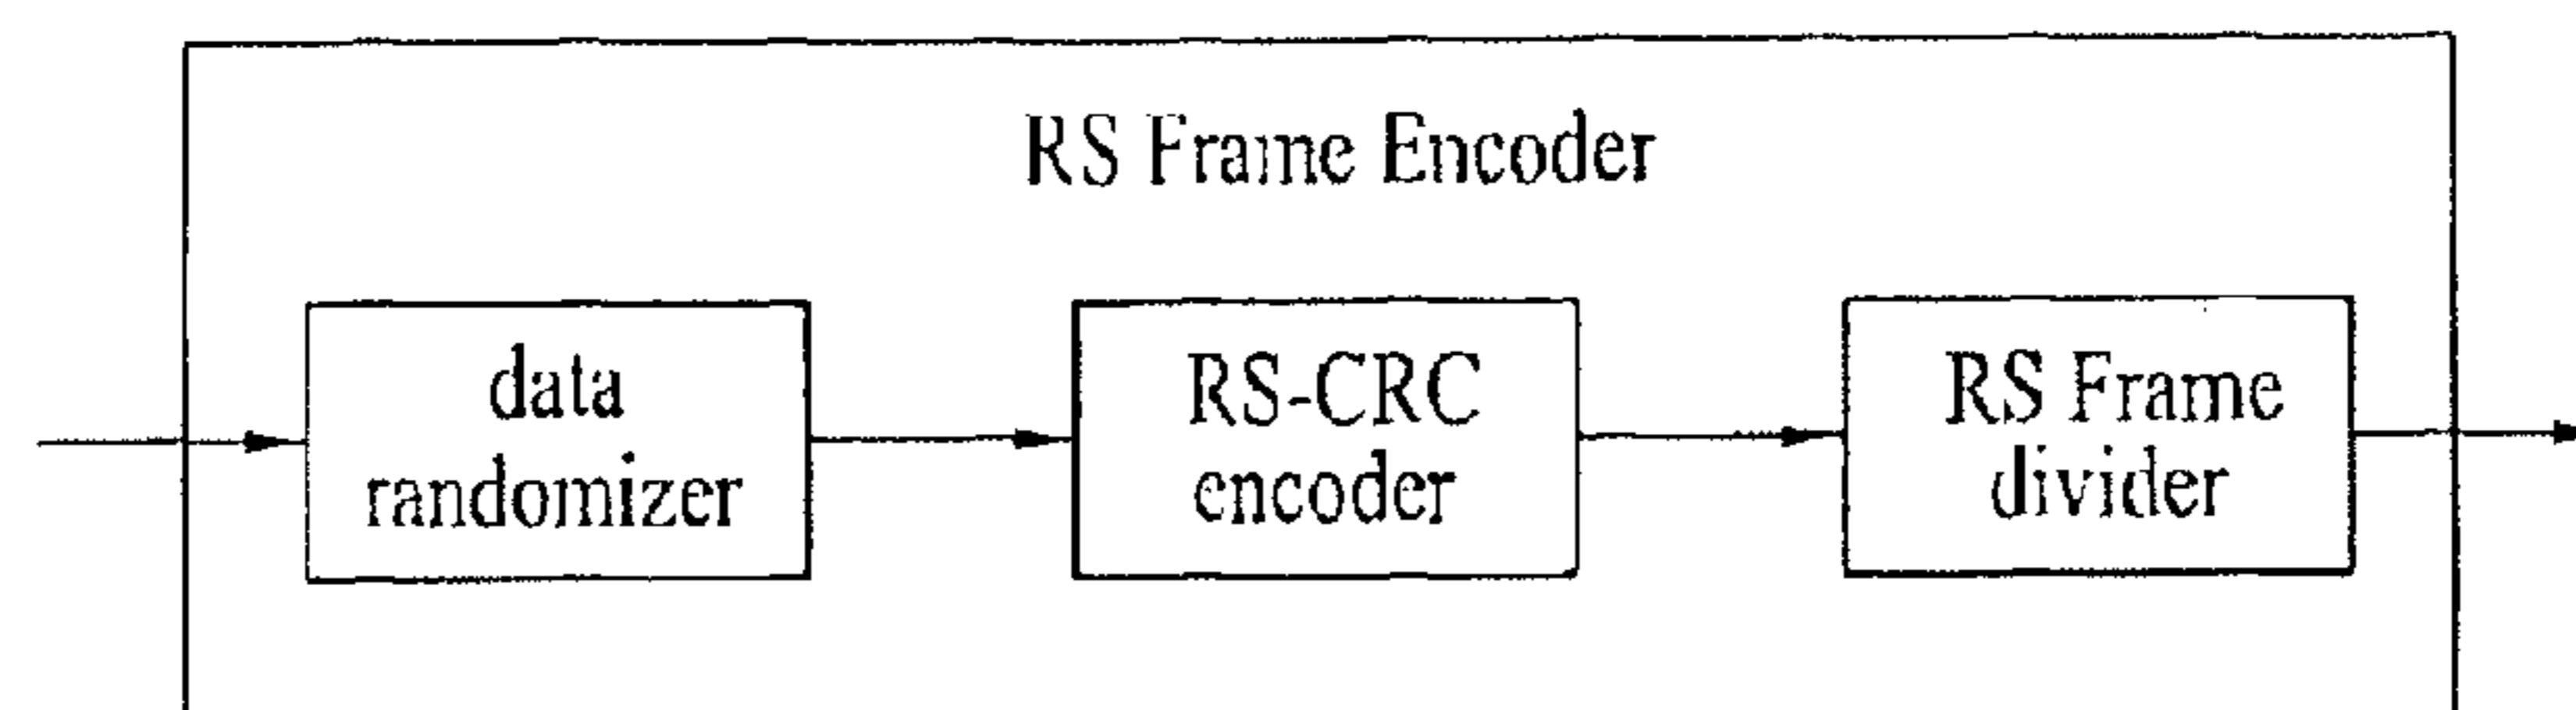 RS Frame Encoder
data
randomizer
RS-CRC
encoder
RS Frame
divider